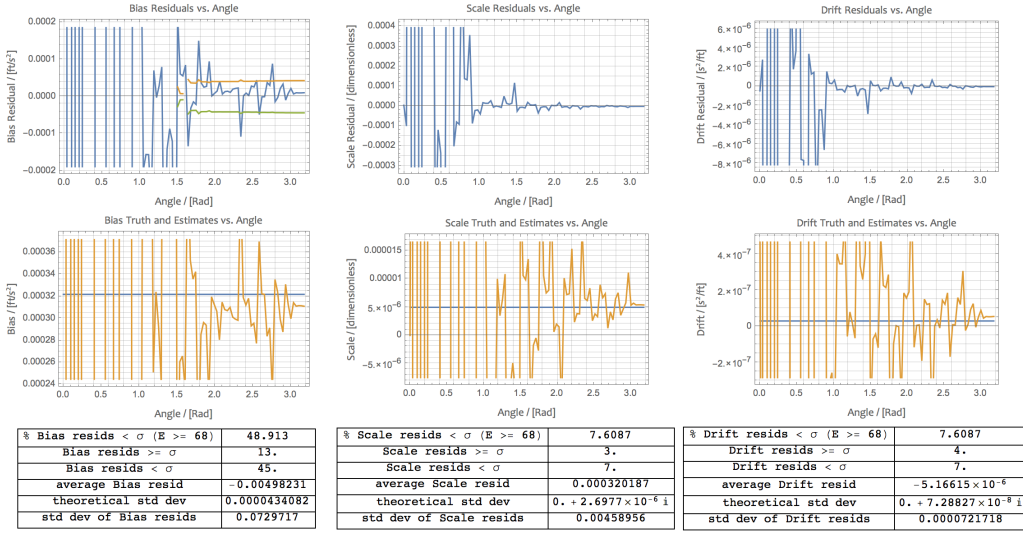 Bias Residuals vs. Angle
Bias Residual / [ft/s²]
0.0002
0.0001
0.0000
−0.0001
−0.0002
0.0 0.5 1.0 1.5 2.0 2.5 3.0
Angle / [Rad]
Scale Residuals vs. Angle
Scale Residual / [dimensionless]
0.0004
0.0003
0.0002
0.0001
0.0000
−0.0001
−0.0002
−0.0003
0.0 0.5 1.0 1.5 2.0 2.5 3.0
Angle / [Rad]
Drift Residuals vs. Angle
Drift Residual / [s²/ft]
6.×10⁻⁶
4.×10⁻⁶
2.×10⁻⁶
0
−2.×10⁻⁶
−4.×10⁻⁶
−6.×10⁻⁶
−8.×10⁻⁶
0.0 0.5 1.0 1.5 2.0 2.5 3.0
Angle / [Rad]
Bias Truth and Estimates vs. Angle
Bias / [ft/s²]
0.00036
0.00034
0.00032
0.00030
0.00028
0.00026
0.00024
0.0 0.5 1.0 1.5 2.0 2.5 3.0
Angle / [Rad]
Scale Truth and Estimates vs. Angle
Scale / [dimensionless]
0.000015
0.00001
5.×10⁻⁶
0
−5.×10⁻⁶
0.0 0.5 1.0 1.5 2.0 2.5 3.0
Angle / [Rad]
Drift Truth and Estimates vs. Angle
Drift / [s²/ft]
4.×10⁻⁷
2.×10⁻⁷
0
−2.×10⁻⁷
0.0 0.5 1.0 1.5 2.0 2.5 3.0
Angle / [Rad]
% Bias resids < σ (E >= 68) 48.913
Bias resids >= σ 13.
Bias resids < σ 45.
average Bias resid −0.00498231
theoretical std dev 0.0000434082
std dev of Bias resids 0.0729717
% Scale resids < σ (E >= 68) 7.6087
Scale resids >= σ 3.
Scale resids < σ 7.
average Scale resid 0.000320187
theoretical std dev 0. + 2.6977×10⁻⁶ i
std dev of Scale resids 0.00458956
% Drift resids < σ (E >= 68) 7.6087
Drift resids >= σ 4.
Drift resids < σ 7.
average Drift resid −5.16615×10⁻⁶
theoretical std dev 0. + 7.28827×10⁻⁸ i
std dev of Drift resids 0.0000721718